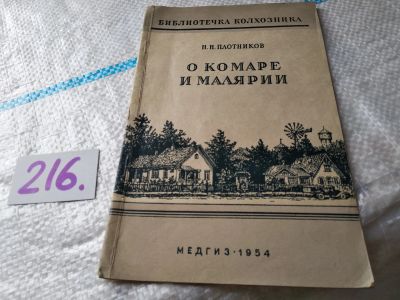 БИБЛИОТЕЧКА КОЛХОЗНИКА
Н. Н. ПЛОТНИКОВ
О КОМАРЕ
И МАЛЯРИИ
МЕДГИЗ · 1954
216.